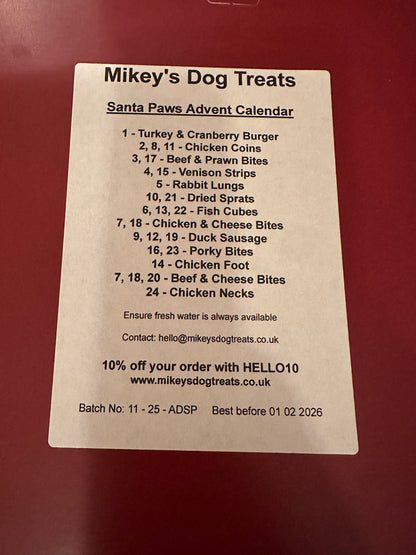 Mikey's Dog Treats
Santa Paws Advent Calendar
1 - Turkey & Cranberry Burger
2, 8, 11 - Chicken Coins
3, 17 - Beef & Prawn Bites
4, 15 - Venison Strips
5 - Rabbit Lungs
10, 21 - Dried Sprats
6, 13, 22 - Fish Cubes
7, 18 - Chicken & Cheese Bites
9, 12, 19 - Duck Sausage
16, 23 - Porky Bites
14 - Chicken Foot
7, 18, 20 - Beef & Cheese Bites
24 - Chicken Necks
Ensure fresh water is always available
Contact: hello@mikeysdogtreats.co.uk
10% off your order with HELLO10
www.mikeysdogtreats.co.uk
Batch No: 11 - 25 - ADSP Best before 01 02 2026